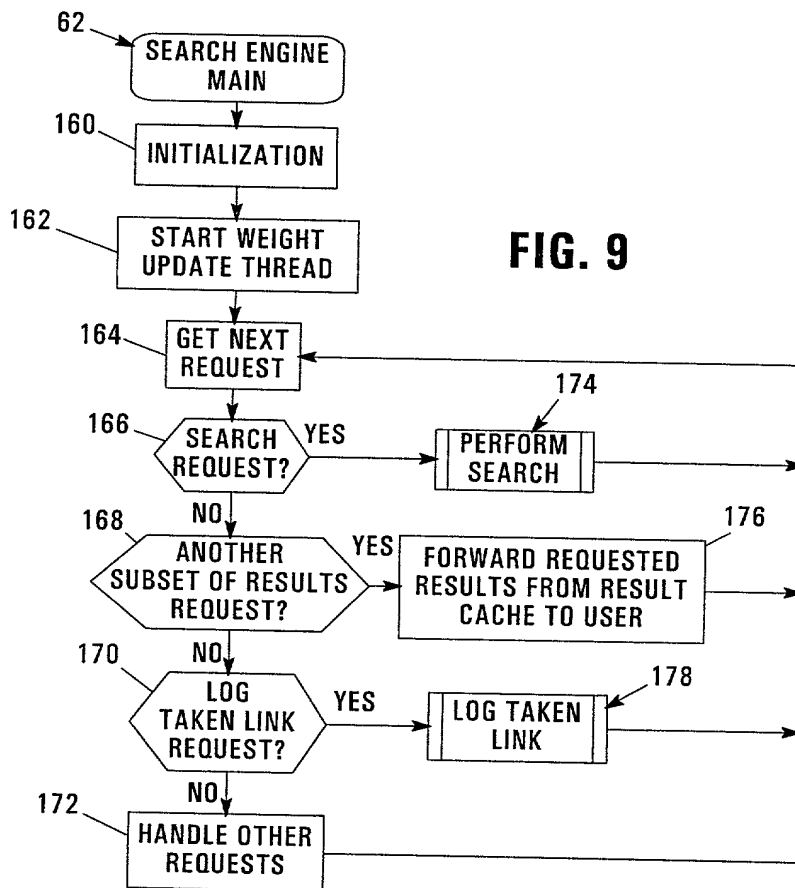 62
SEARCH ENGINE
MAIN
160
INITIALIZATION
162
START WEIGHT
UPDATE THREAD
FIG. 9
164
GET NEXT
REQUEST
166
SEARCH
REQUEST?
YES
174
PERFORM
SEARCH
NO
168
ANOTHER
SUBSET OF RESULTS
REQUEST?
YES
176
FORWARD REQUESTED
RESULTS FROM RESULT
CACHE TO USER
NO
170
LOG
TAKEN LINK
REQUEST?
YES
178
LOG TAKEN
LINK
NO
172
HANDLE OTHER
REQUESTS